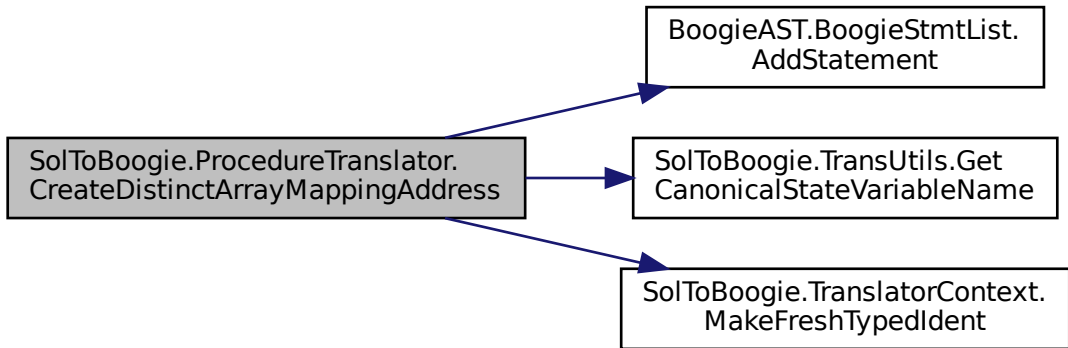 BoogieAST.BoogieStmtList.
AddStatement
SolToBoogie.ProcedureTranslator.
CreateDistinctArrayMappingAddress
SolToBoogie.TransUtils.Get
CanonicalStateVariableName
SolToBoogie.TranslatorContext.
MakeFreshTypedIdent